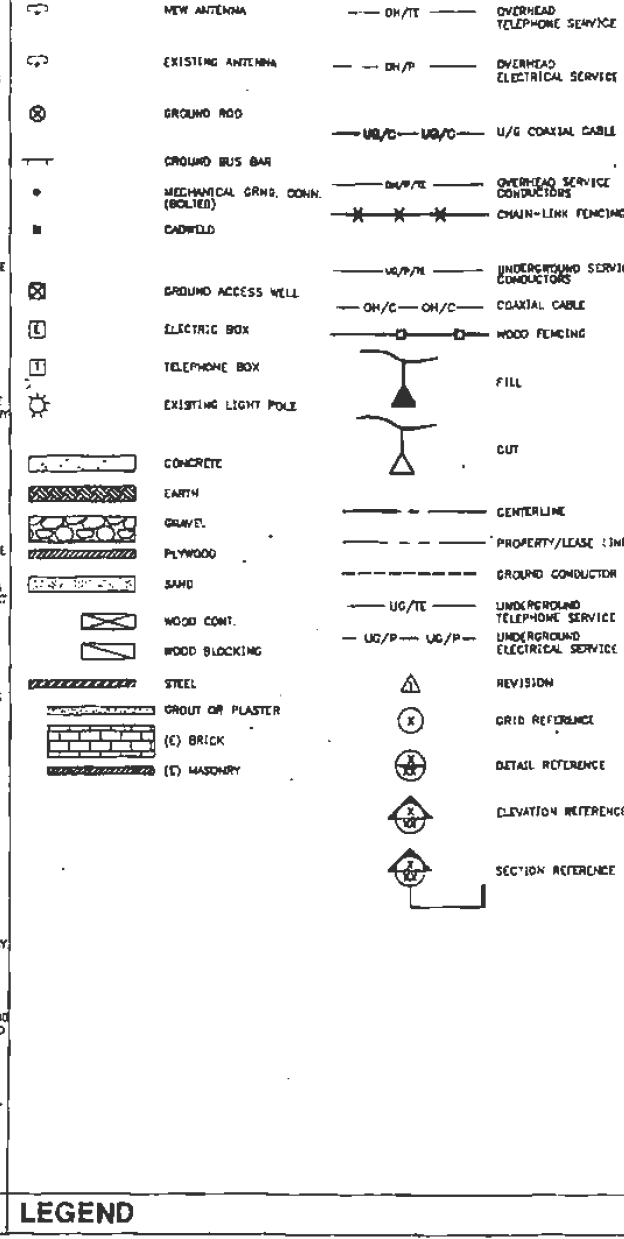 NEW ANTENNA
EXISTING ANTENNA
GROUND ROD
GROUND BUS BAR
MECHANICAL GRND. CONN.
(BOLTED)
CADWELD
GROUND ACCESS WELL
E
ELECTRIC BOX
T
TELEPHONE BOX
EXISTING LIGHT POLE
CONCRETE
EARTH
GRAVEL
PLYWOOD
SAND
WOOD CONT.
WOOD BLOCKING
STEEL
GROUT OR PLASTER
(E) BRICK
(E) MASONRY
OH/TE
OVERHEAD
TELEPHONE SERVICE
OH/P
OVERHEAD
ELECTRICAL SERVICE
UG/C UG/C
U/G COAXIAL CABLE
OH/P/TE
OVERHEAD SERVICE
CONDUCTORS
X X X
CHAIN-LINK FENCING
UG/P/TE
UNDERGROUND SERVIC
CONDUCTORS
OH/C OH/C
COAXIAL CABLE
WOOD FENCING
FILL
CUT
CENTERLINE
PROPERTY/LEASE LINE
GROUND CONDUCTOR
UG/TE
UNDERGROUND
TELEPHONE SERVICE
UG/P UG/P
UNDERGROUND
ELECTRICAL SERVICE
1
REVISION
X
GRID REFERENCE
X
XX
DETAIL REFERENCE
X
XX
ELEVATION REFERENCE
X
XX
SECTION REFERENCE
LEGEND